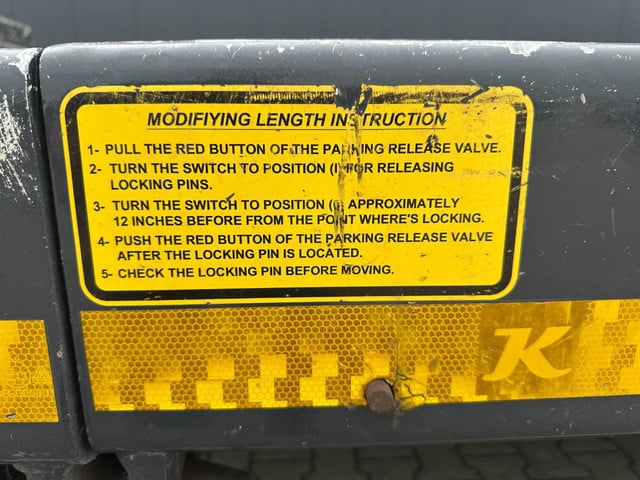 MODIFIYING LENGTH INSTRUCTION
1- PULL THE RED BUTTON OF THE PARKING RELEASE VALVE.
2- TURN THE SWITCH TO POSITION (I) FOR RELEASING
LOCKING PINS.
3- TURN THE SWITCH TO POSITION APPROXIMATELY
12 INCHES BEFORE FROM THE POINT WHERE'S LOCKING.
4- PUSH THE RED BUTTON OF THE PARKING RELEASE VALVE
AFTER THE LOCKING PIN IS LOCATED.
5- CHECK THE LOCKING PIN BEFORE MOVING.
K